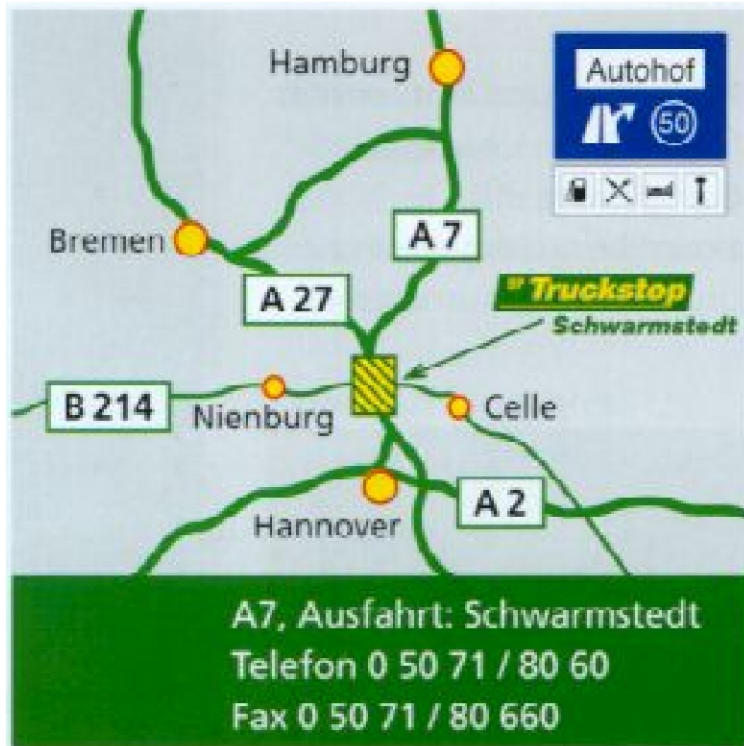 Hamburg
Autohof
50
Bremen
A 7
A 27
BP Truckstop
Schwarmstedt
B 214
Nienburg
Celle
Hannover
A 2
A7, Ausfahrt: Schwarmstedt
Telefon 0 50 71 / 80 60
Fax 0 50 71 / 80 660